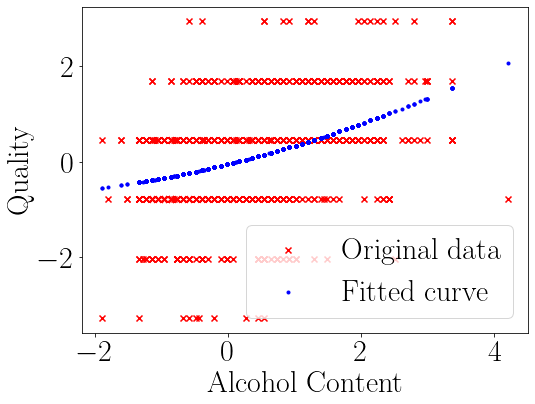 2
0
−2
Quality
Original data
Fitted curve
−2 0 2 4
Alcohol Content